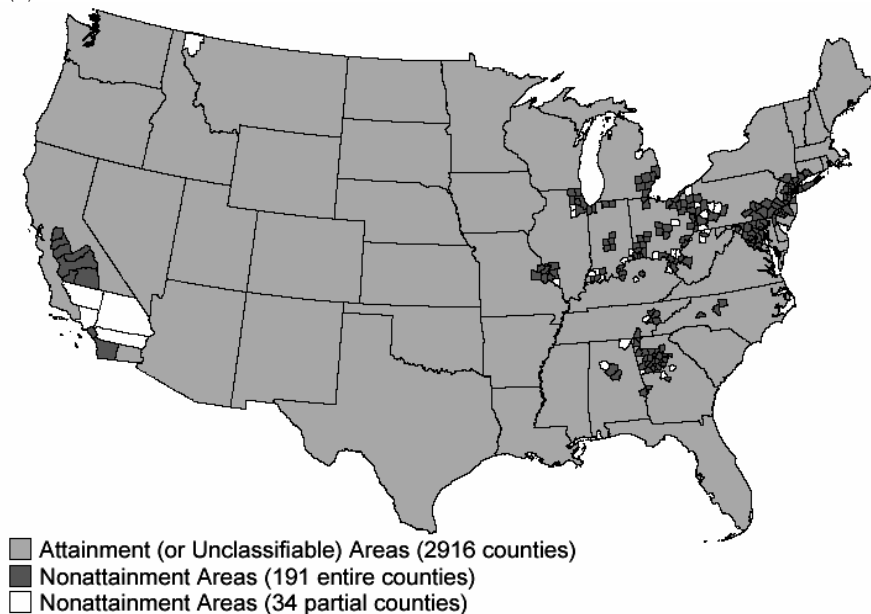 Attainment (or Unclassifiable) Areas (2916 counties)
Nonattainment Areas (191 entire counties)
Nonattainment Areas (34 partial counties)